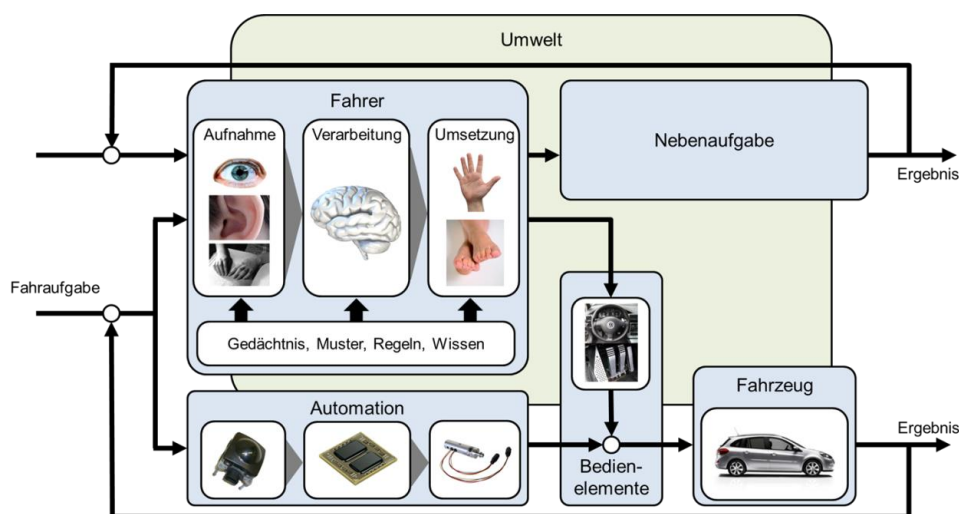 Umwelt
Fahrer
Aufnahme
Verarbeitung
Umsetzung
Nebenaufgabe
Ergebnis
Fahraufgabe
Gedächtnis, Muster, Regeln, Wissen
Automation
Bedien-
elemente
Fahrzeug
Ergebnis